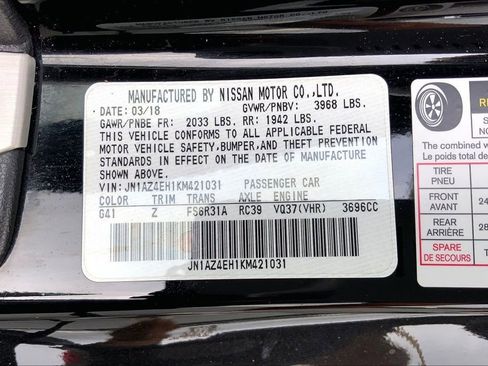 MANUFACTURED BY NISSAN MOTOR CO.,LTD.
DATE: 03/18 GVWR/PNBV: 3968 LBS.
GAWR/PNBE FR: 2033 LBS. RR: 1942 LBS.
THIS VEHICLE CONFORMS TO ALL APPLICABLE FEDERAL
MOTOR VEHICLE SAFETY, BUMPER, AND THEFT PREVENTION
STANDARDS IN EFFECT ON THE DATE OF MANUFACTURE
SHOWN ABOVE.
VIN: JN1AZ4EH1KM421031 PASSENGER CAR
COLOR TRIM TRANS AXLE ENGINE
G41 Z FS6R31A RC39 VQ37(VHR) 3696CC
JN1AZ4EH1KM421031
The combined w
Le poids total de
TIRE
PNEU
FRONT
AVANT
24
REAR
ARRIÈRE
28
SPARE
DE SECOURS